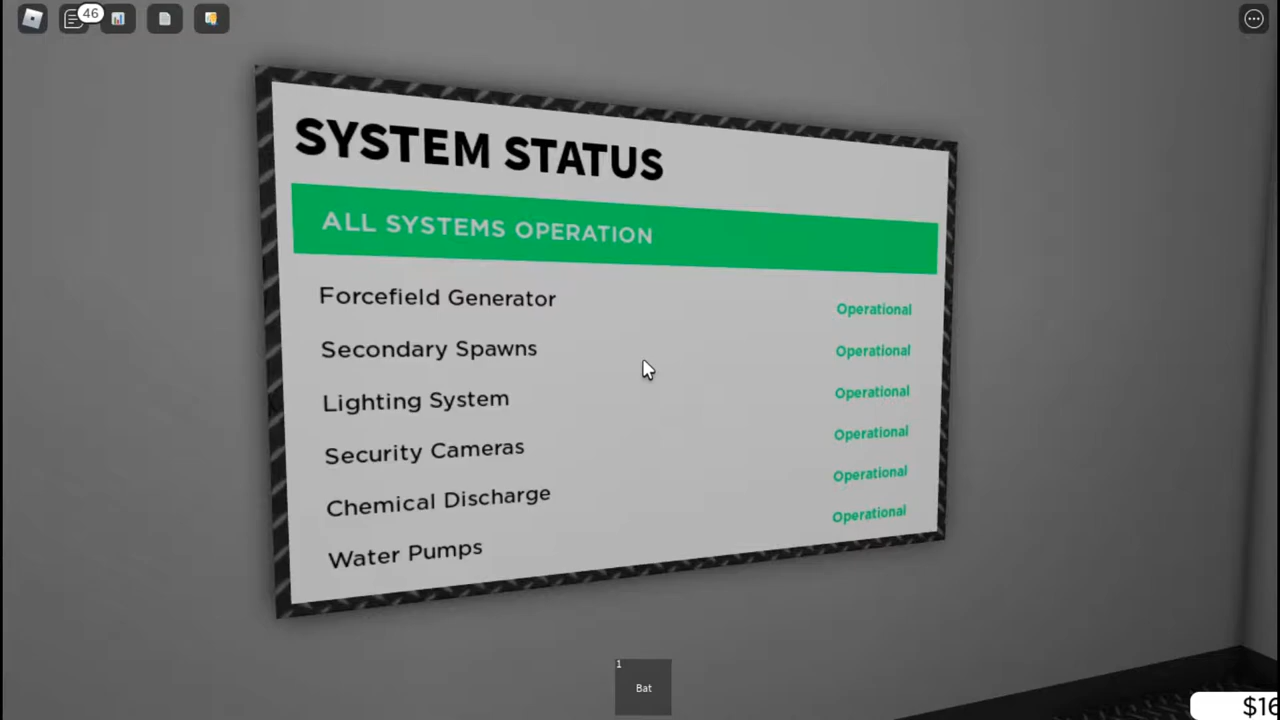 46
SYSTEM STATUS
ALL SYSTEMS OPERATION
Forcefield Generator Operational
Secondary Spawns Operational
Lighting System Operational
Security Cameras Operational
Chemical Discharge Operational
Water Pumps Operational
1
Bat